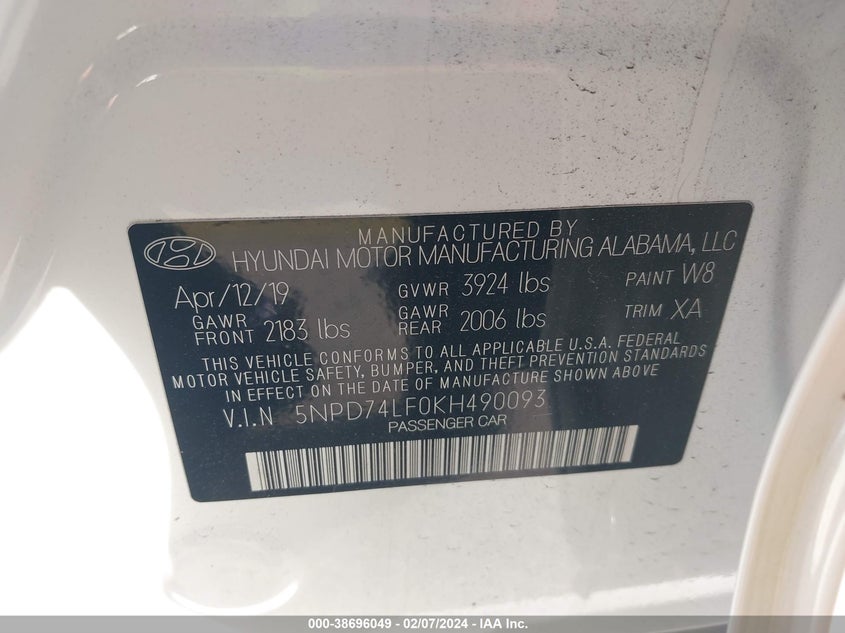 MANUFACTURED BY
HYUNDAI MOTOR MANUFACTURING ALABAMA, LLC
Apr/12/19 GVWR 3924 lbs PAINT W8
GAWR FRONT 2183 lbs GAWR REAR 2006 lbs TRIM XA
THIS VEHICLE CONFORMS TO ALL APPLICABLE U.S.A. FEDERAL
MOTOR VEHICLE SAFETY, BUMPER, AND THEFT PREVENTION STANDARDS
IN EFFECT ON THE DATE OF MANUFACTURE SHOWN ABOVE
V.I.N 5NPD74LF0KH490093
PASSENGER CAR
000-38696049 - 02/07/2024 - IAA Inc.